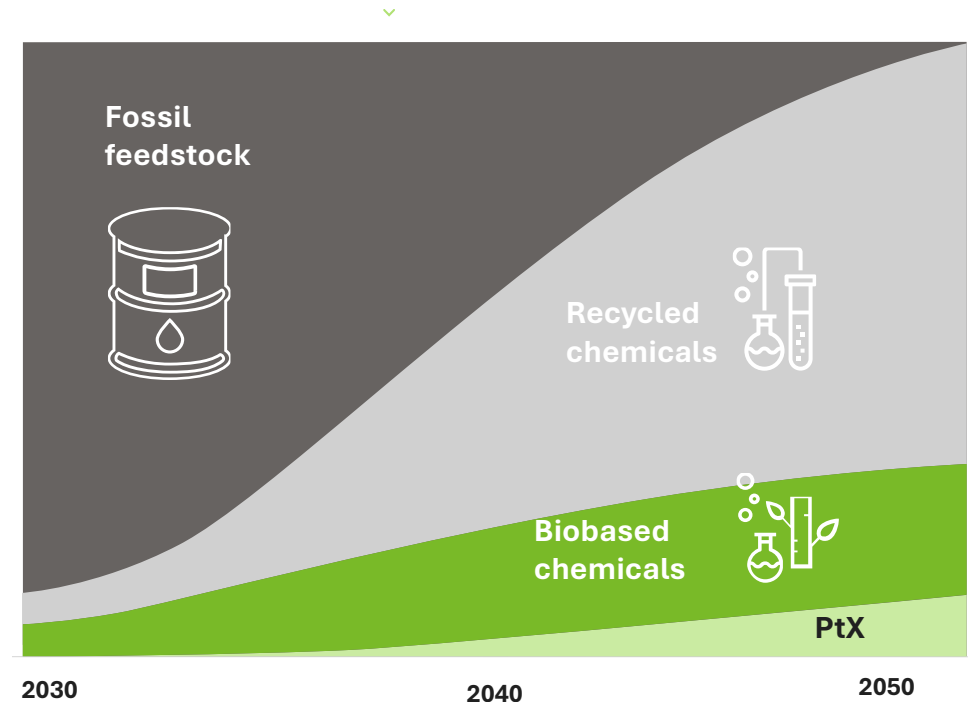 Fossil
feedstock
Recycled
chemicals
Biobased
chemicals
PtX
2030
2040
2050